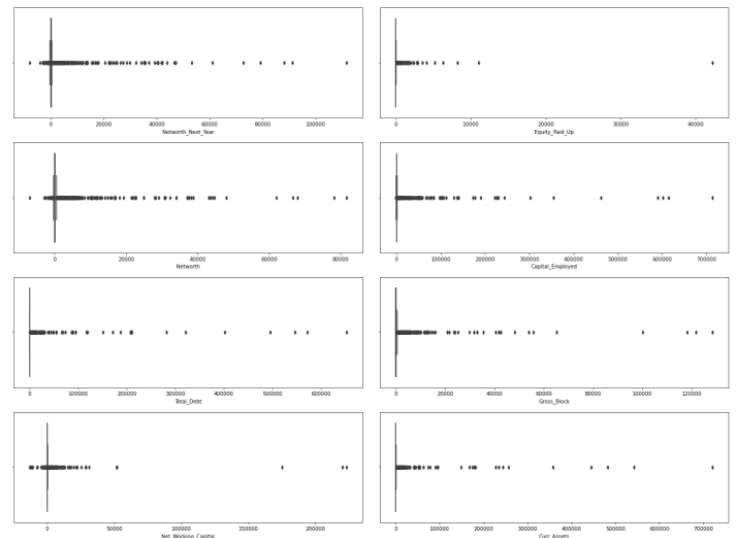 0 20000 40000 60000 80000 100000
Networth_Next_Year
0 10000 20000 30000 40000
Equity_Paid_Up
0 20000 40000 60000 80000
Networth
0 100000 200000 300000 400000 500000 600000 700000
Capital_Employed
0 100000 200000 300000 400000 500000 600000
Total_Debt
0 20000 40000 60000 80000 100000 120000
Gross_Block
0 50000 100000 150000 200000
Net_Working_Capital
0 100000 200000 300000 400000 500000 600000 700000
Curr_Assets